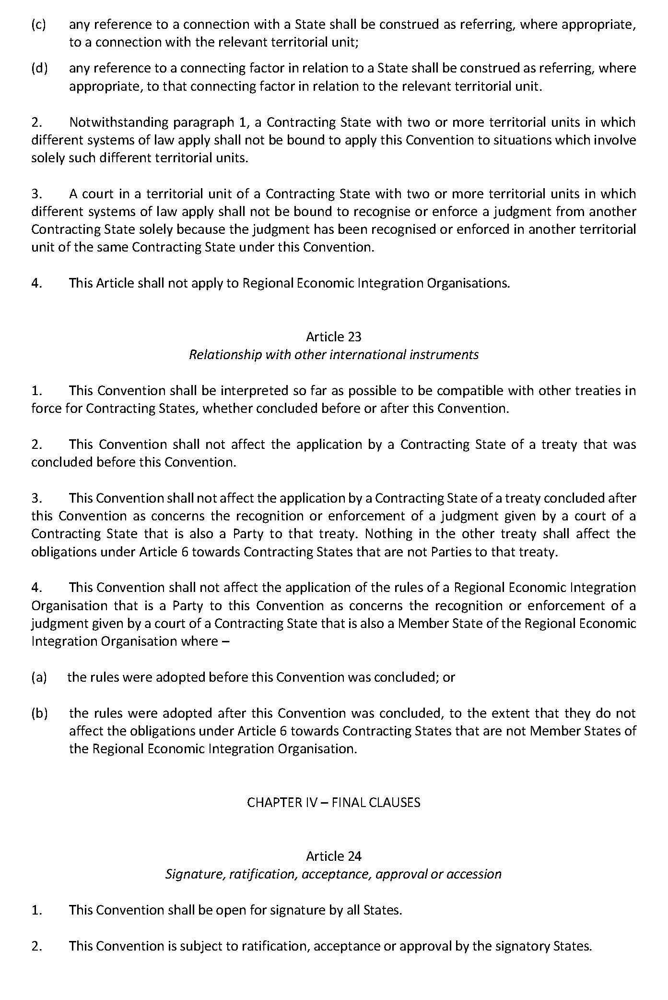 (c) any reference to a connection with a State shall be construed as referring, where appropriate,
to a connection with the relevant territorial unit;
(d) any reference to a connecting factor in relation to a State shall be construed as referring, where
appropriate, to that connecting factor in relation to the relevant territorial unit.
2. Notwithstanding paragraph 1, a Contracting State with two or more territorial units in which
different systems of law apply shall not be bound to apply this Convention to situations which involve
solely such different territorial units.
3. A court in a territorial unit of a Contracting State with two or more territorial units in which
different systems of law apply shall not be bound to recognise or enforce a judgment from another
Contracting State solely because the judgment has been recognised or enforced in another territorial
unit of the same Contracting State under this Convention.
4. This Article shall not apply to Regional Economic Integration Organisations.
Article 23
Relationship with other international instruments
1. This Convention shall be interpreted so far as possible to be compatible with other treaties in
force for Contracting States, whether concluded before or after this Convention.
2. This Convention shall not affect the application by a Contracting State of a treaty that was
concluded before this Convention.
3. This Convention shall not affect the application by a Contracting State of a treaty concluded after
this Convention as concerns the recognition or enforcement of a judgment given by a court of a
Contracting State that is also a Party to that treaty. Nothing in the other treaty shall affect the
obligations under Article 6 towards Contracting States that are not Parties to that treaty.
4. This Convention shall not affect the application of the rules of a Regional Economic Integration
Organisation that is a Party to this Convention as concerns the recognition or enforcement of a
judgment given by a court of a Contracting State that is also a Member State of the Regional Economic
Integration Organisation where –
(a) the rules were adopted before this Convention was concluded; or
(b) the rules were adopted after this Convention was concluded, to the extent that they do not
affect the obligations under Article 6 towards Contracting States that are not Member States of
the Regional Economic Integration Organisation.
CHAPTER IV – FINAL CLAUSES
Article 24
Signature, ratification, acceptance, approval or accession
1. This Convention shall be open for signature by all States.
2. This Convention is subject to ratification, acceptance or approval by the signatory States.